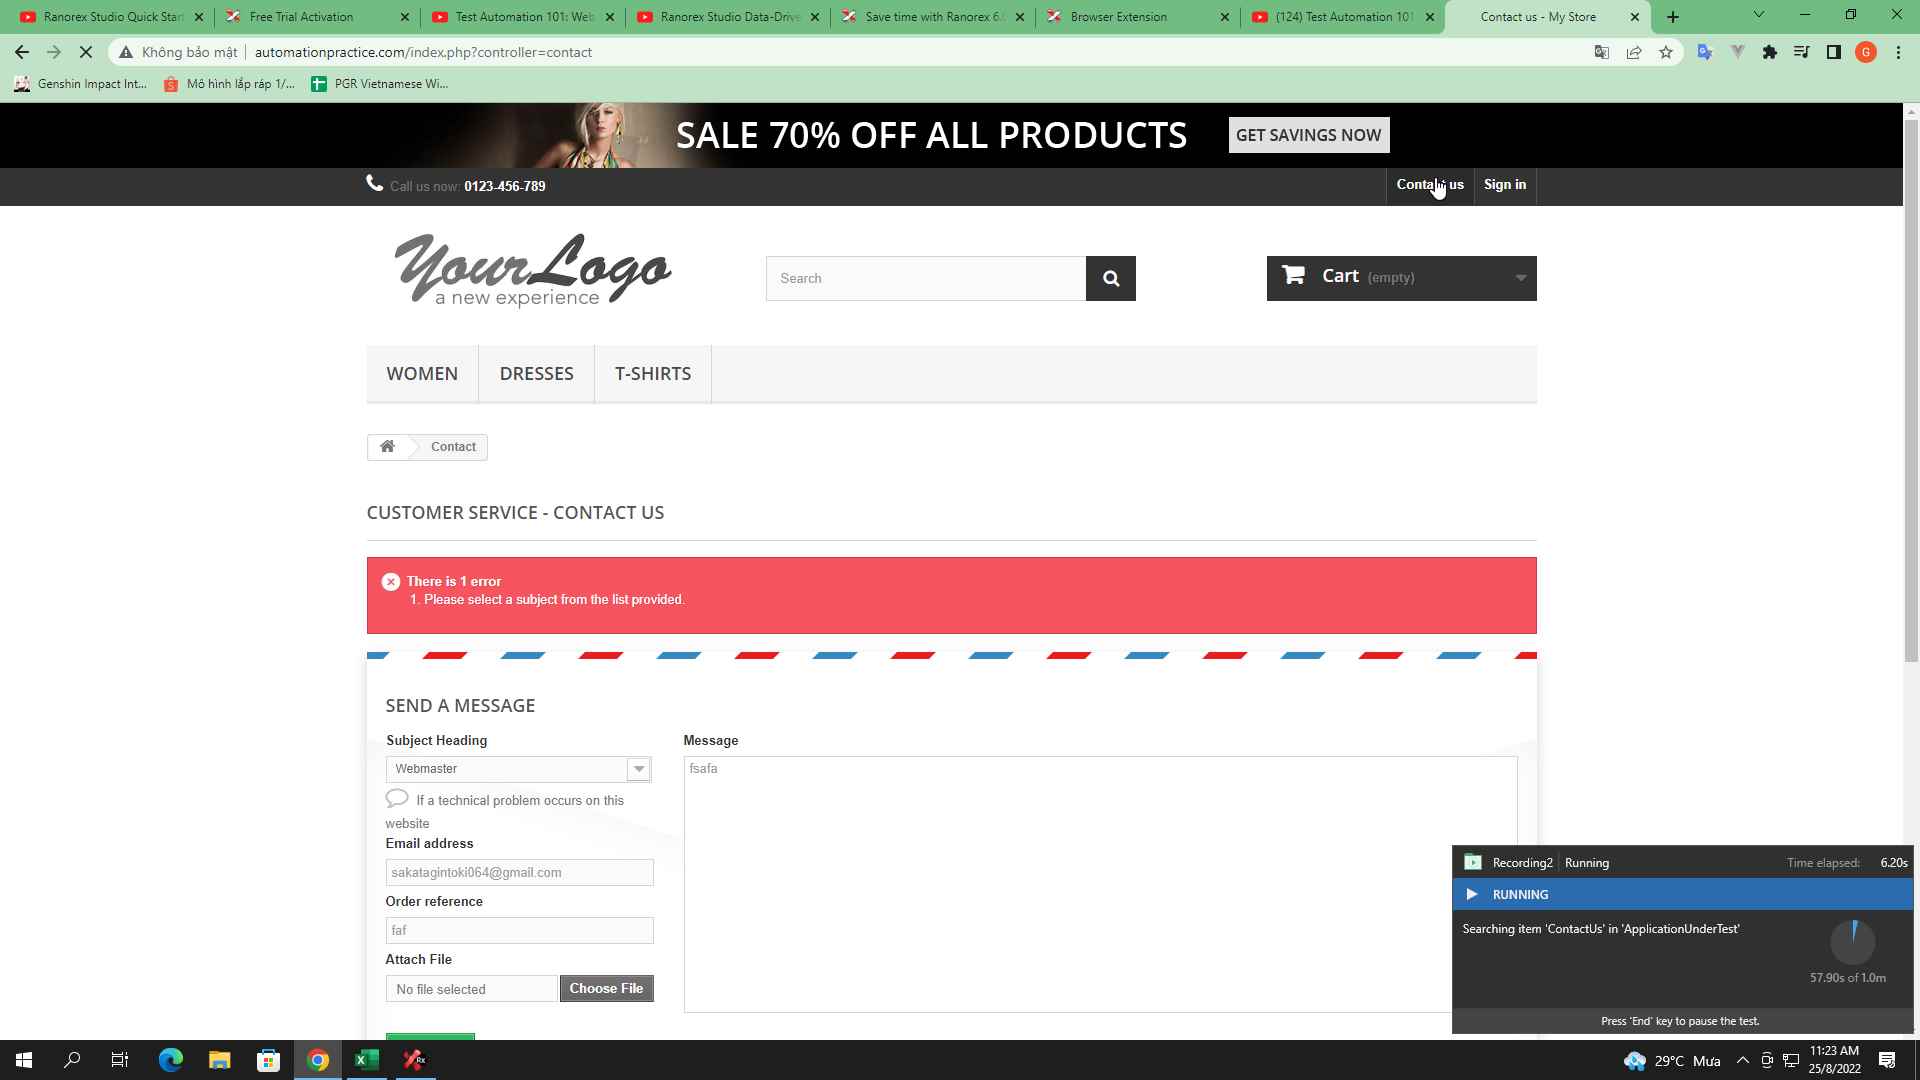 Ranorex Studio Quick Star
Free Trial Activation
Test Automation 101: Web
Ranorex Studio Data-Drive
Save time with Ranorex 6.0
Browser Extension
(124) Test Automation 101
Contact us - My Store
Không bảo mật
automationpractice.com/index.php?controller=contact
G
Genshin Impact Int...
Mô hình lắp ráp 1/...
PGR Vietnamese Wi...
SALE 70% OFF ALL PRODUCTS
GET SAVINGS NOW
Call us now: 0123-456-789
Contact us
Sign in
YourLogo
a new experience
Search
Cart (empty)
WOMEN
DRESSES
T-SHIRTS
Contact
CUSTOMER SERVICE - CONTACT US
There is 1 error
1. Please select a subject from the list provided.
SEND A MESSAGE
Subject Heading
Message
Webmaster
fsafa
If a technical problem occurs on this
website
Email address
sakatagintoki064@gmail.com
Order reference
faf
Attach File
No file selected
Choose File
Recording2
Running
Time elapsed:
6.20s
RUNNING
Searching item 'ContactUs' in 'ApplicationUnderTest'
57.90s of 1.0m
Press 'End' key to pause the test.
29°C Mưa
11:23 AM
25/8/2022